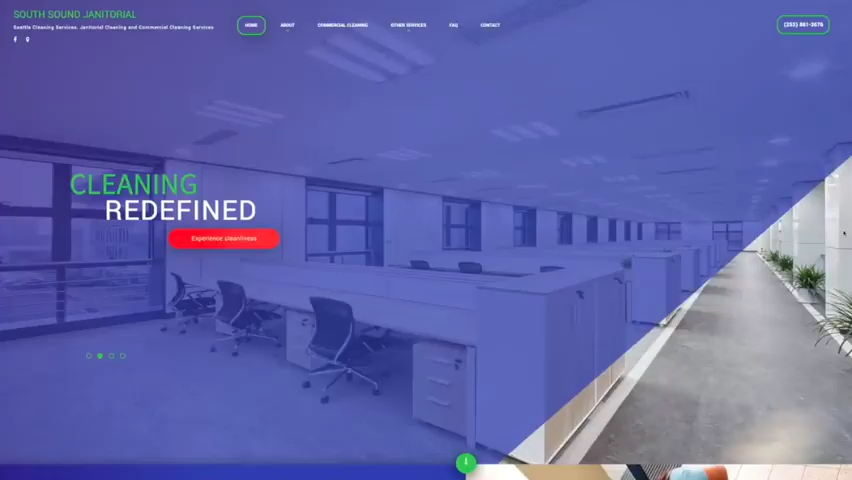 SOUTH SOUND JANITORIAL
Seattle Cleaning Services, Janitorial Cleaning and Commercial Cleaning Services
HOME
ABOUT
COMMERCIAL CLEANING
OTHER SERVICES
FAQ
CONTACT
(253) 861-3676
CLEANING
REDEFINED
Experience cleanliness